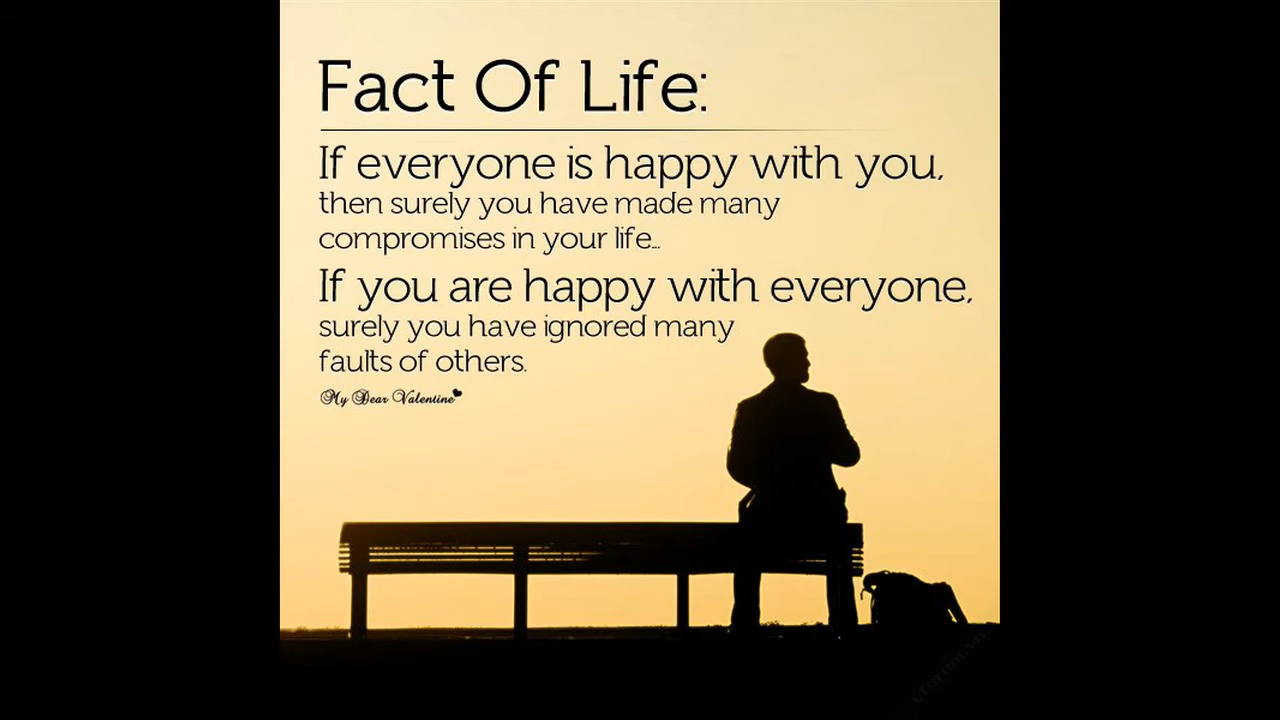 Fact Of Life:
If everyone is happy with you,
then surely you have made many
compromises in your life...
If you are happy with everyone,
surely you have ignored many
faults of others.
My Dear Valentine